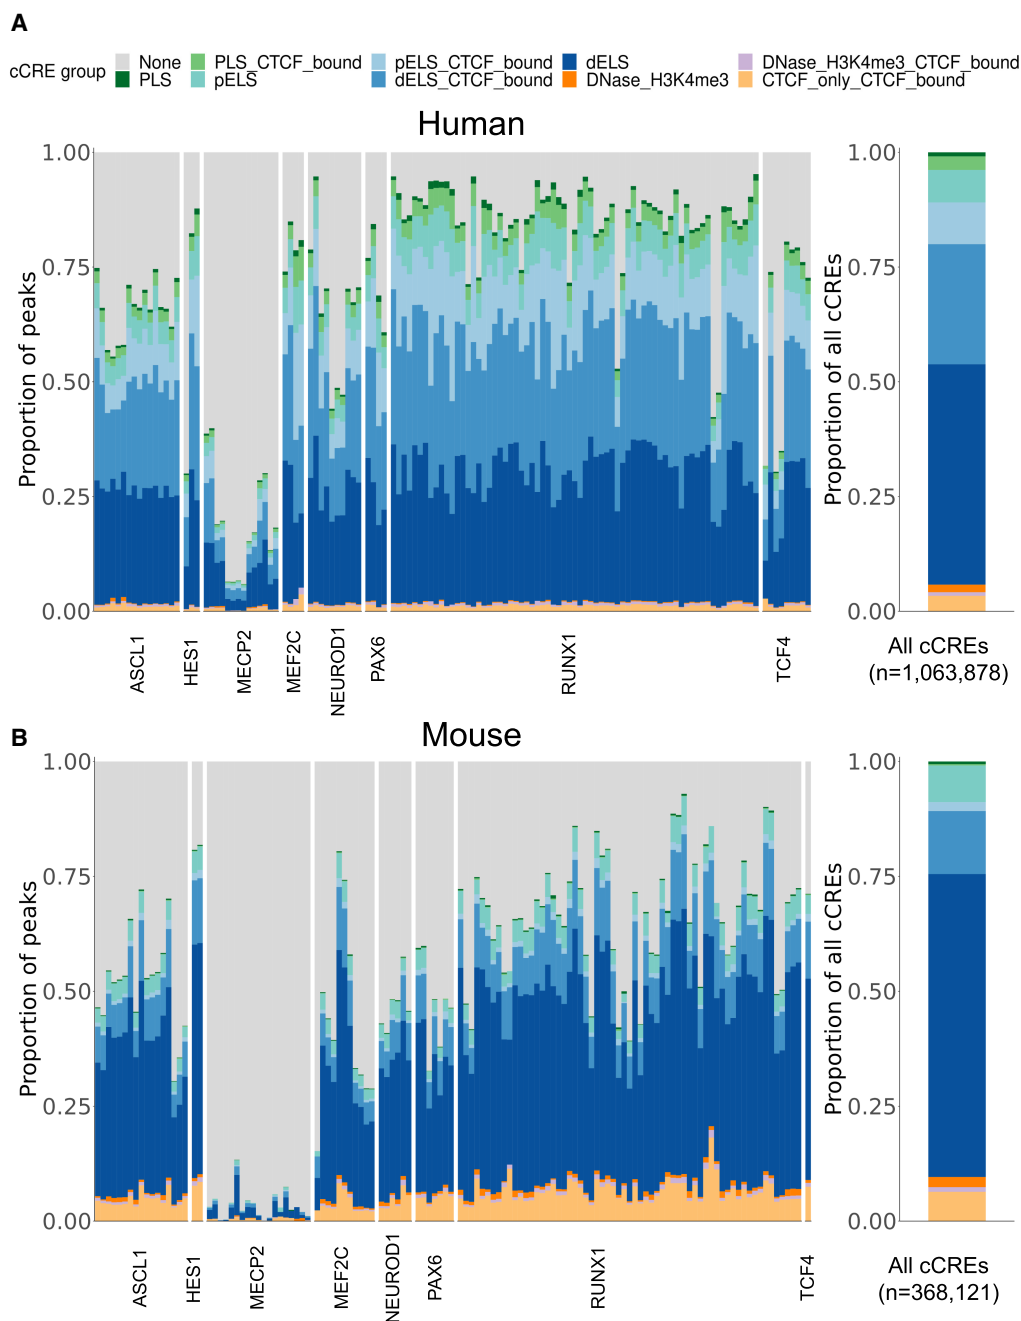 A
cCRE group
None PLS_CTCF_bound pELS_CTCF_bound dELS DNase_H3K4me3_CTCF_bound
PLS pELS dELS_CTCF_bound DNase_H3K4me3 CTCF_only_CTCF_bound
Human
Proportion of peaks
1.00
0.75
0.50
0.25
0.00
ASCL1
HES1
MECP2
MEF2C
NEUROD1
PAX6
RUNX1
TCF4
Proportion of all cCREs
1.00
0.75
0.50
0.25
0.00
All cCREs
(n=1,063,878)
B
Mouse
Proportion of peaks
1.00
0.75
0.50
0.25
0.00
ASCL1
HES1
MECP2
MEF2C
NEUROD1
PAX6
RUNX1
TCF4
Proportion of all cCREs
1.00
0.75
0.50
0.25
0.00
All cCREs
(n=368,121)